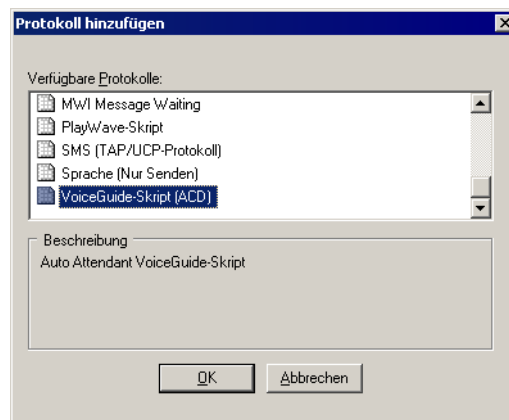 Protokoll hinzufügen
Verfügbare Protokolle:
MWI Message Waiting
PlayWave-Skript
SMS (TAP/UCP-Protokoll)
Sprache (Nur Senden)
VoiceGuide-Skript (ACD)
Beschreibung
Auto Attendant VoiceGuide-Skript
OK
Abbrechen